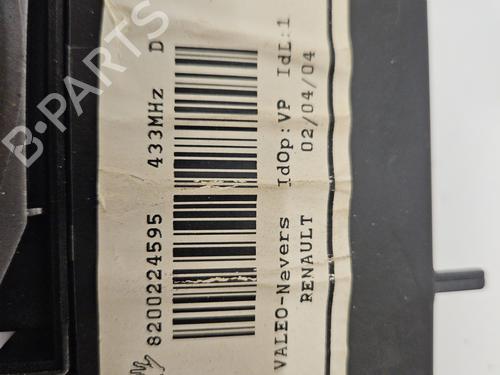 8200224595 433MHz D
VALEO-Nevers IdOp:VP IdL:1
RENAULT 02/04/04
B-PARTS